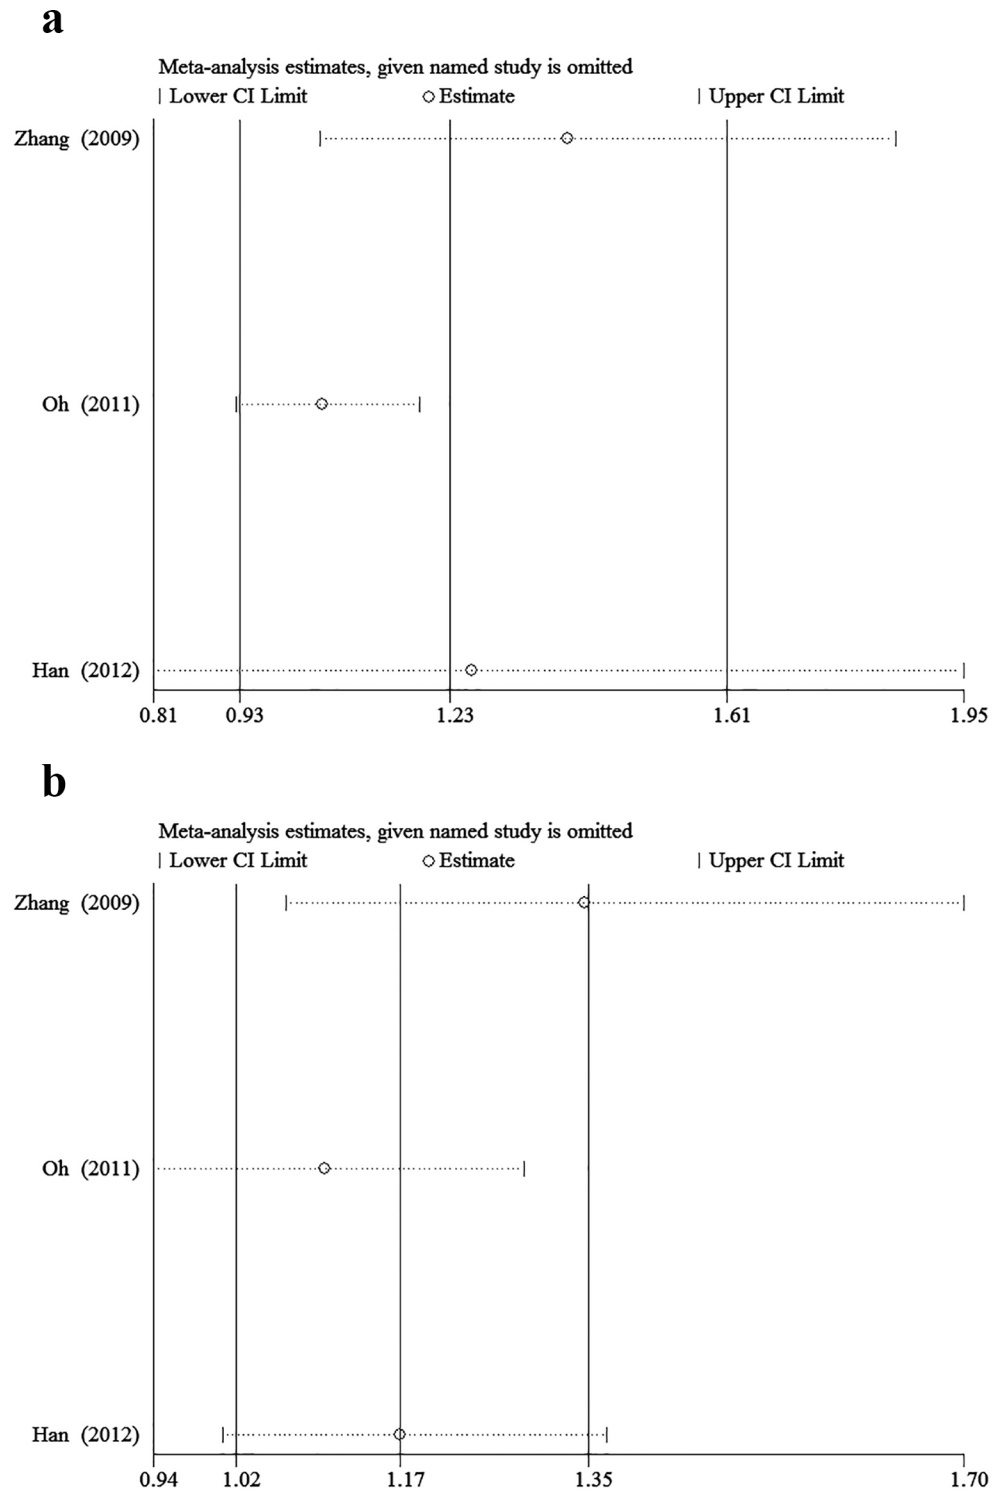 a
Meta-analysis estimates, given named study is omitted
| Lower CI Limit ○ Estimate | Upper CI Limit
Zhang (2009)
Oh (2011)
Han (2012)
0.81 0.93 1.23 1.61 1.95
b
Meta-analysis estimates, given named study is omitted
| Lower CI Limit ○ Estimate | Upper CI Limit
Zhang (2009)
Oh (2011)
Han (2012)
0.94 1.02 1.17 1.35 1.70